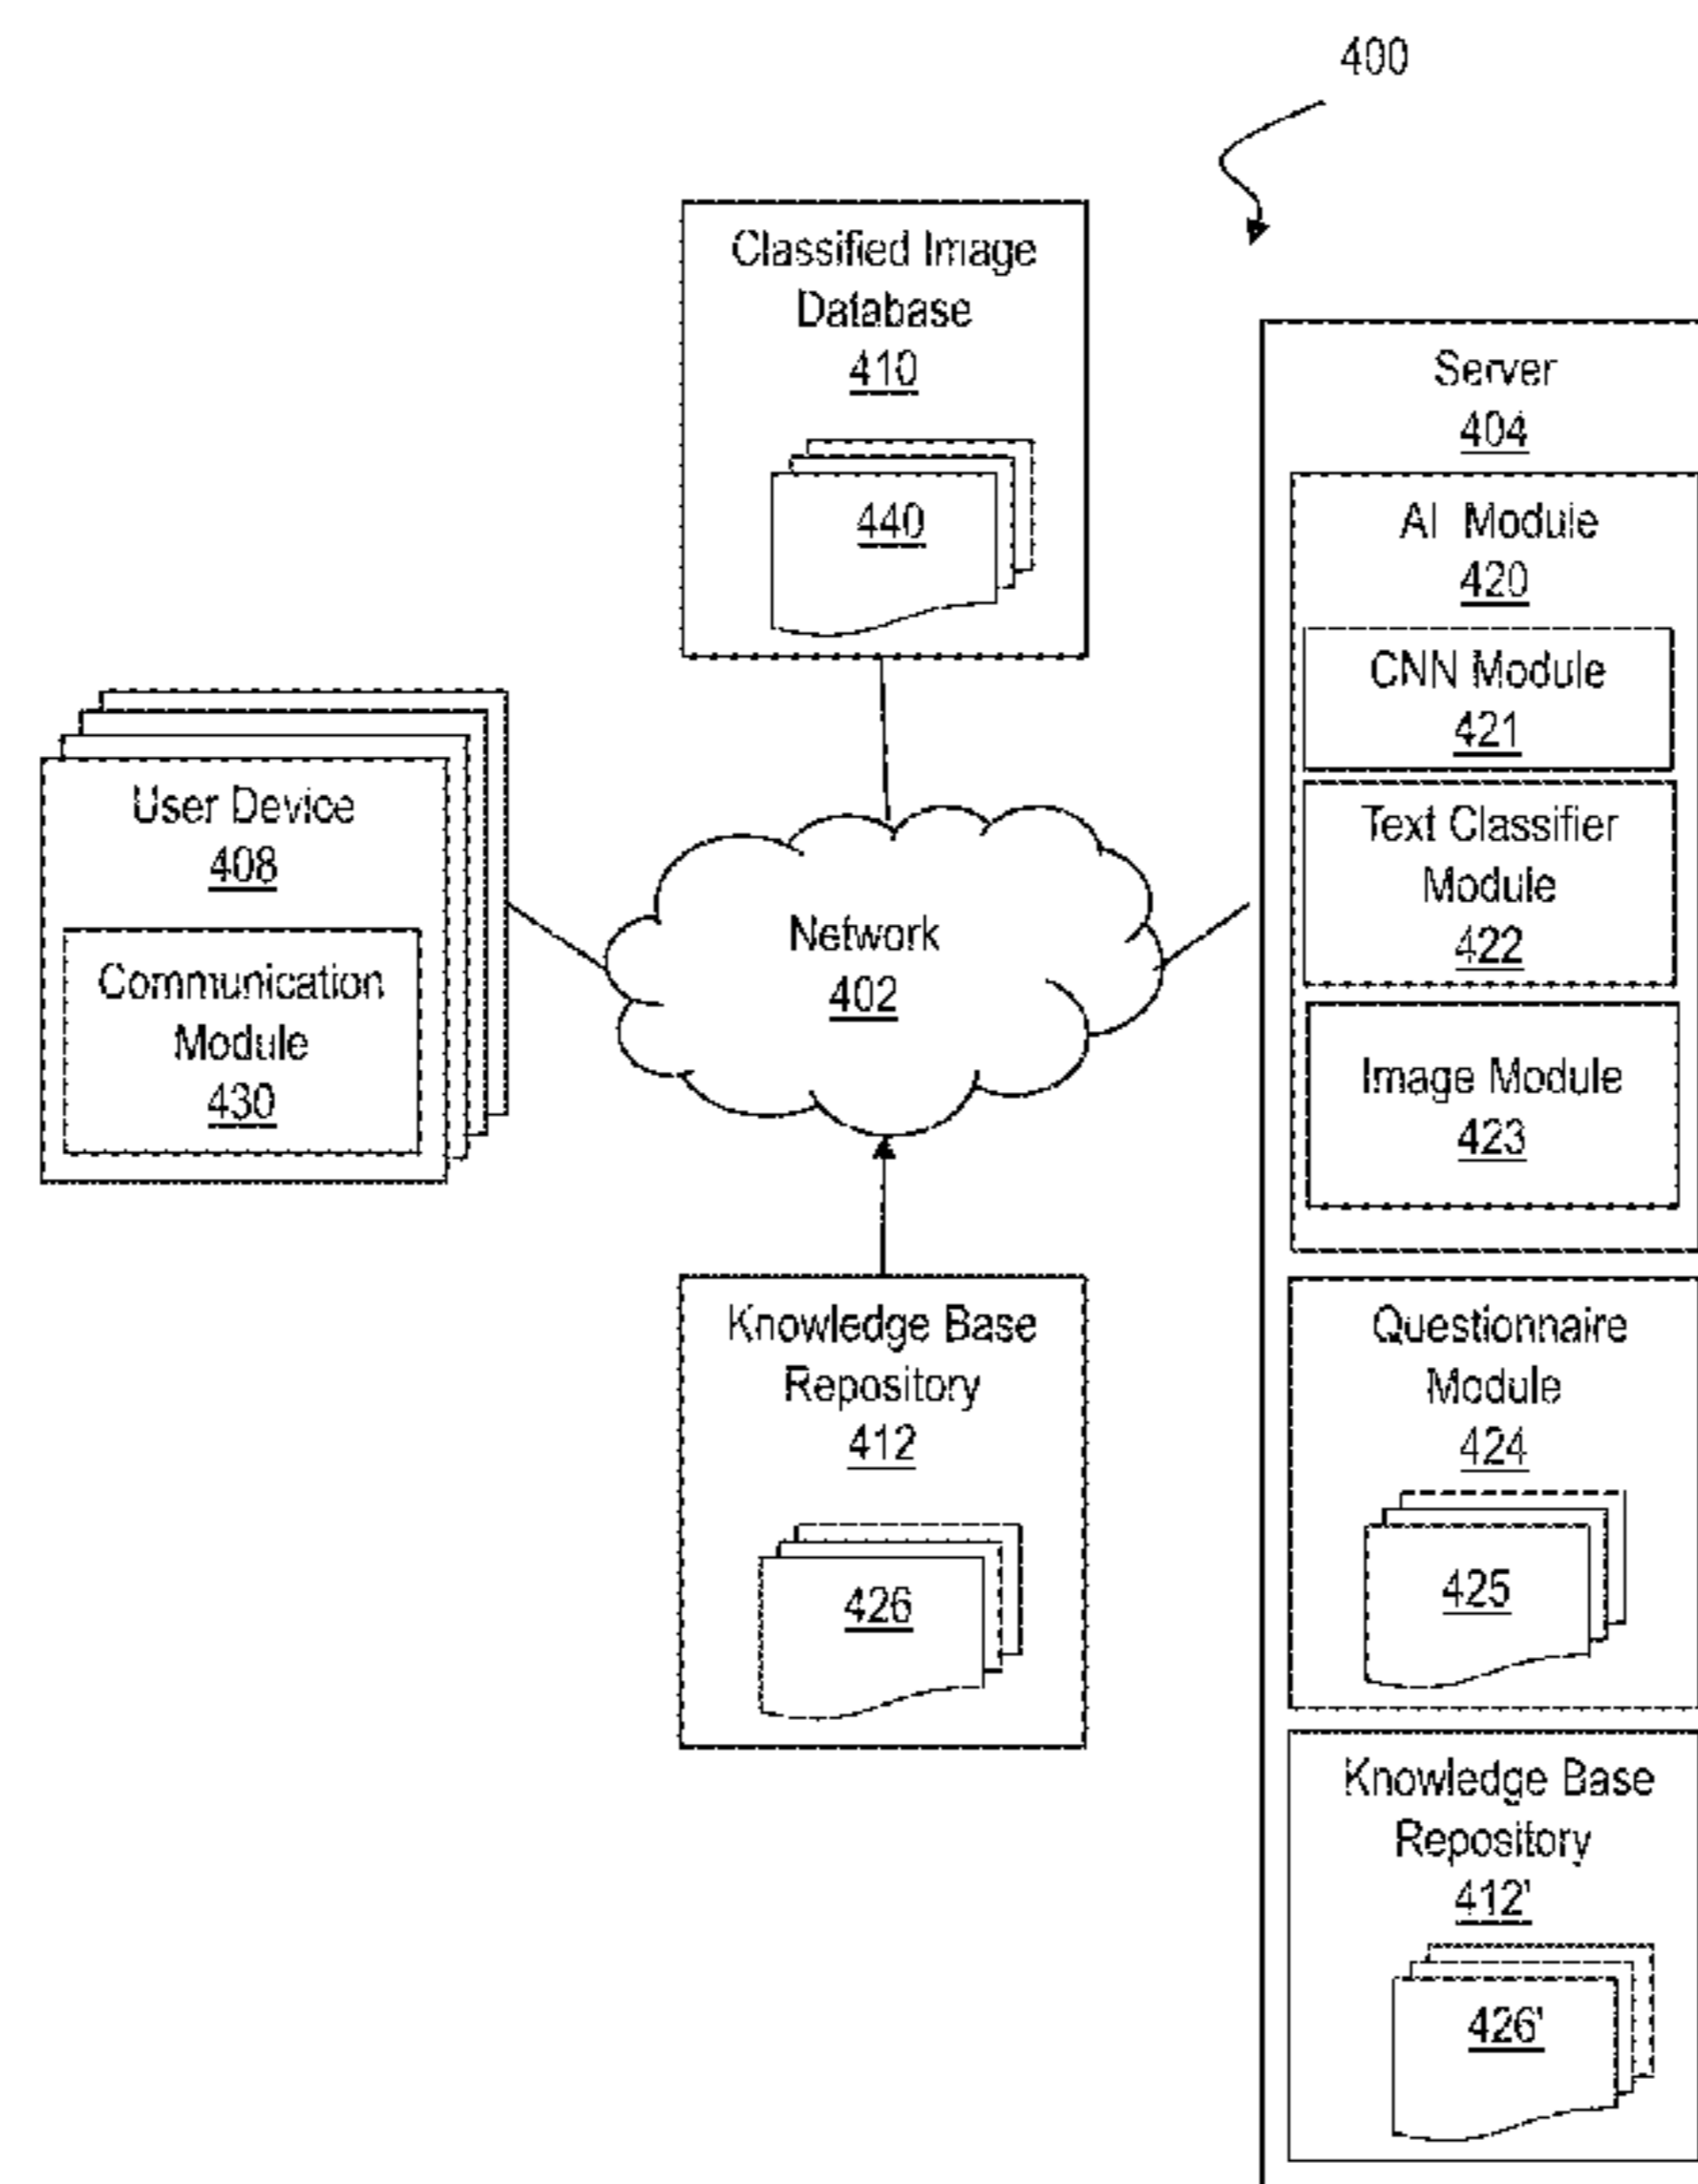 400
Classified Image
Database
410
440
Server
404
AI Module
420
CNN Module
421
Text Classifier
Module
422
Image Module
423
User Device
408
Communication
Module
430
Network
402
Knowledge Base
Repository
412
426
Questionnaire
Module
424
425
Knowledge Base
Repository
412'
426'